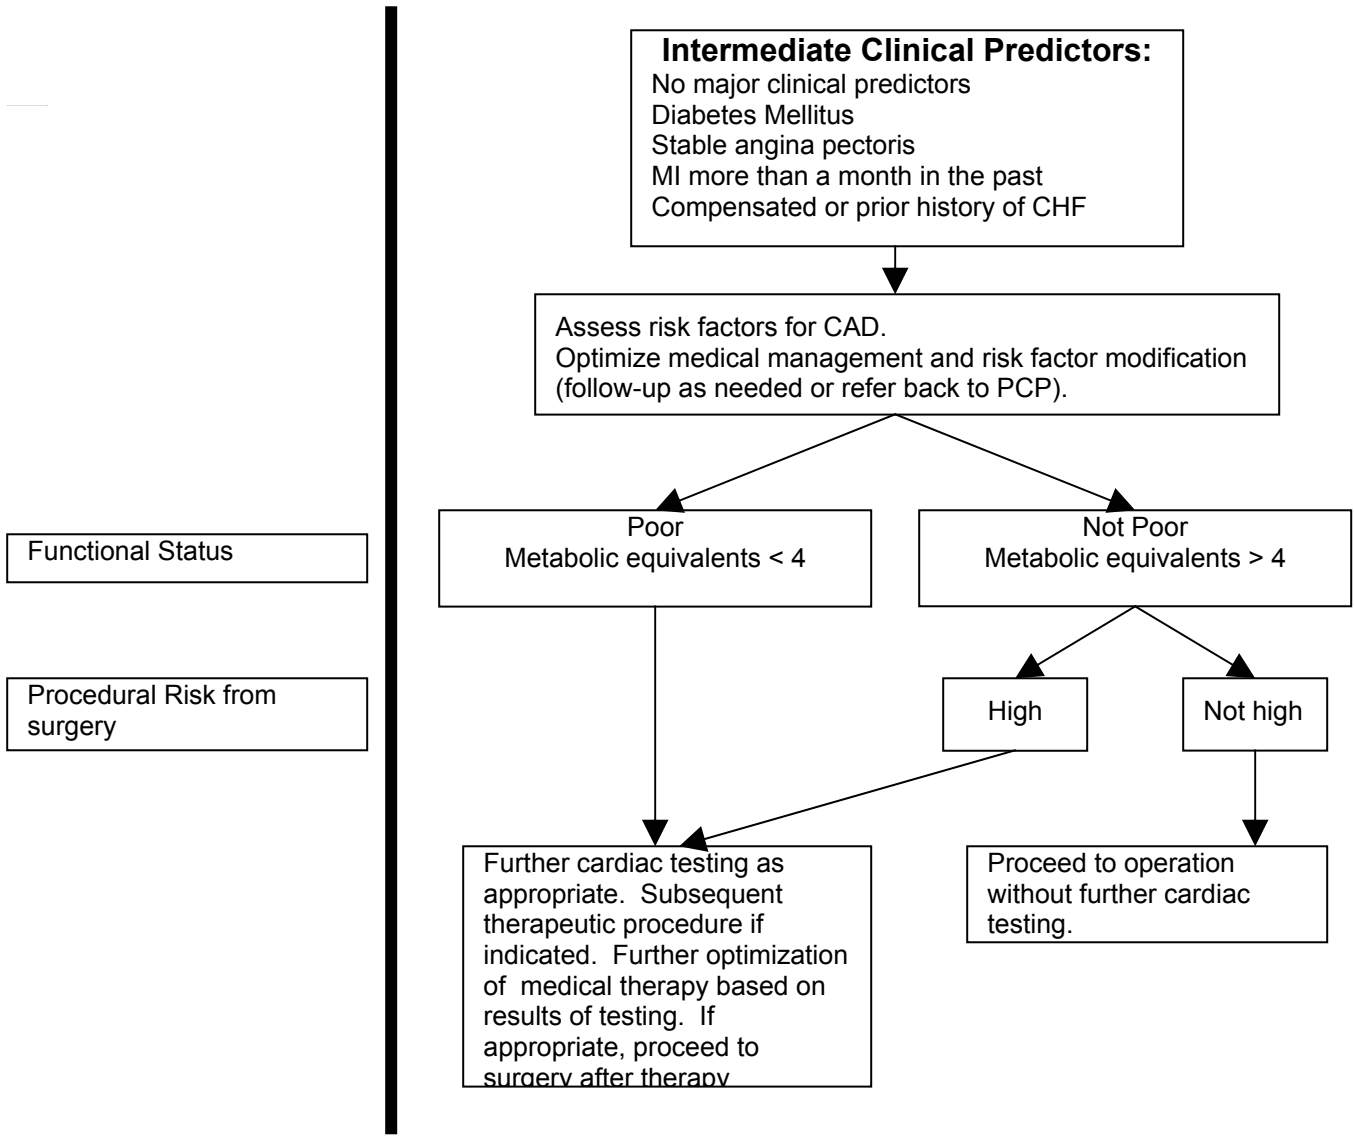 Intermediate Clinical Predictors:
No major clinical predictors
Diabetes Mellitus
Stable angina pectoris
MI more than a month in the past
Compensated or prior history of CHF
Assess risk factors for CAD.
Optimize medical management and risk factor modification
(follow-up as needed or refer back to PCP).
Functional Status
Poor
Metabolic equivalents < 4
Not Poor
Metabolic equivalents > 4
Procedural Risk from
surgery
High
Not high
Further cardiac testing as
appropriate.  Subsequent
therapeutic procedure if
indicated.  Further optimization
of  medical therapy based on
results of testing.  If
appropriate, proceed to
surgery after therapy
Proceed to operation
without further cardiac
testing.